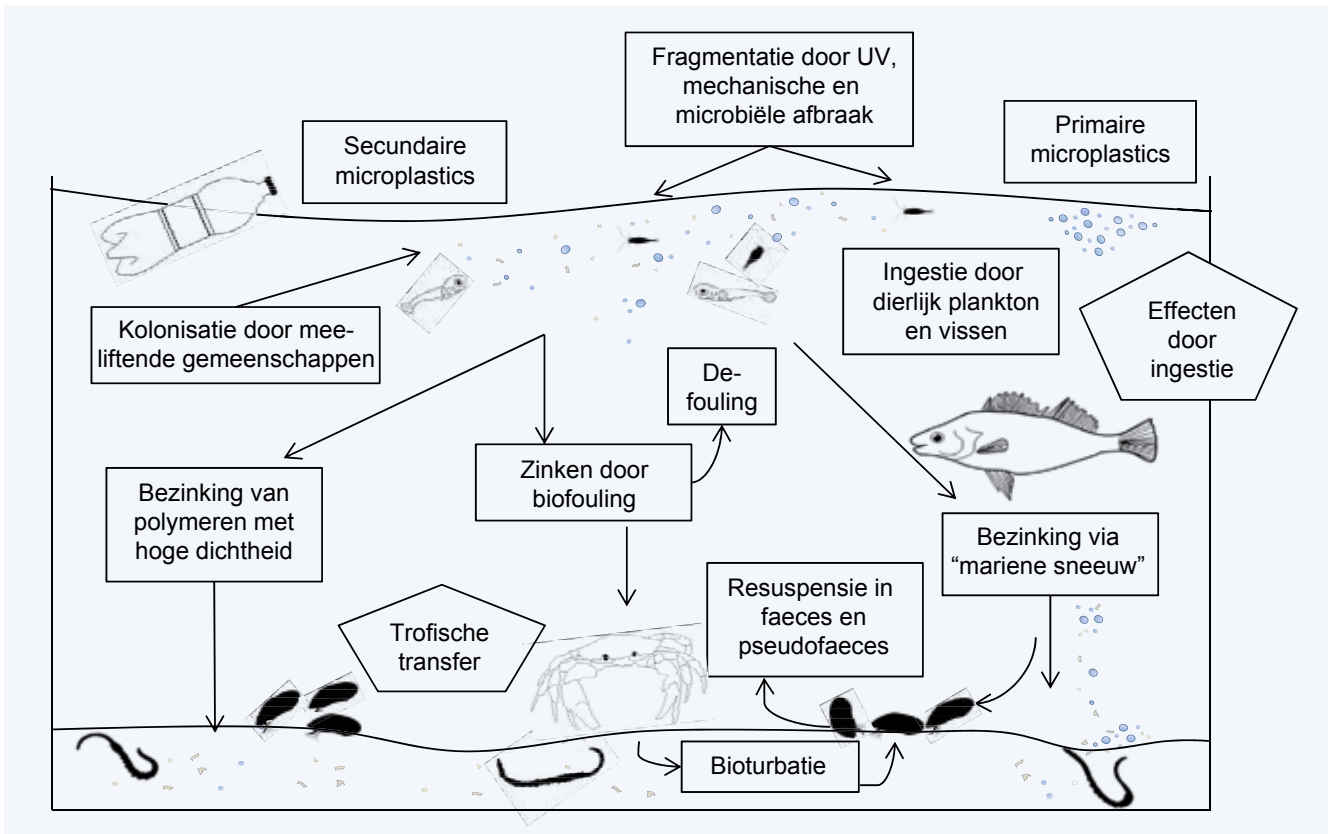 Fragmentatie door UV,
mechanische en
microbiële afbraak
Primaire
microplastics
Secundaire
microplastics
Ingestie door
dierlijk plankton
en vissen
Effecten
door
ingestie
Kolonisatie door mee-
liftende gemeenschappen
De-
fouling
Zinken door
biofouling
Bezinking van
polymeren met
hoge dichtheid
Bezinking via
“mariene sneeuw”
Resuspensie in
faeces en
pseudofaeces
Trofische
transfer
Bioturbatie